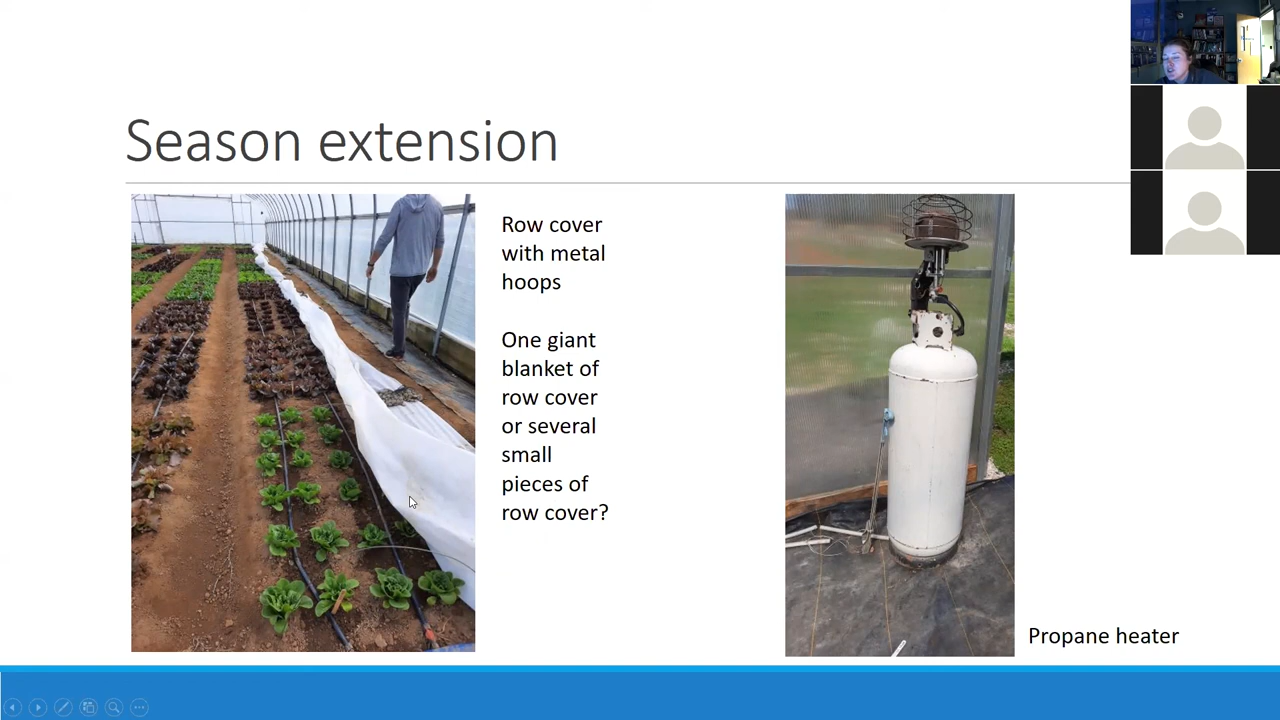 Season extension
Row cover
with metal
hoops
One giant
blanket of
row cover
or several
small
pieces of
row cover?
Propane heater